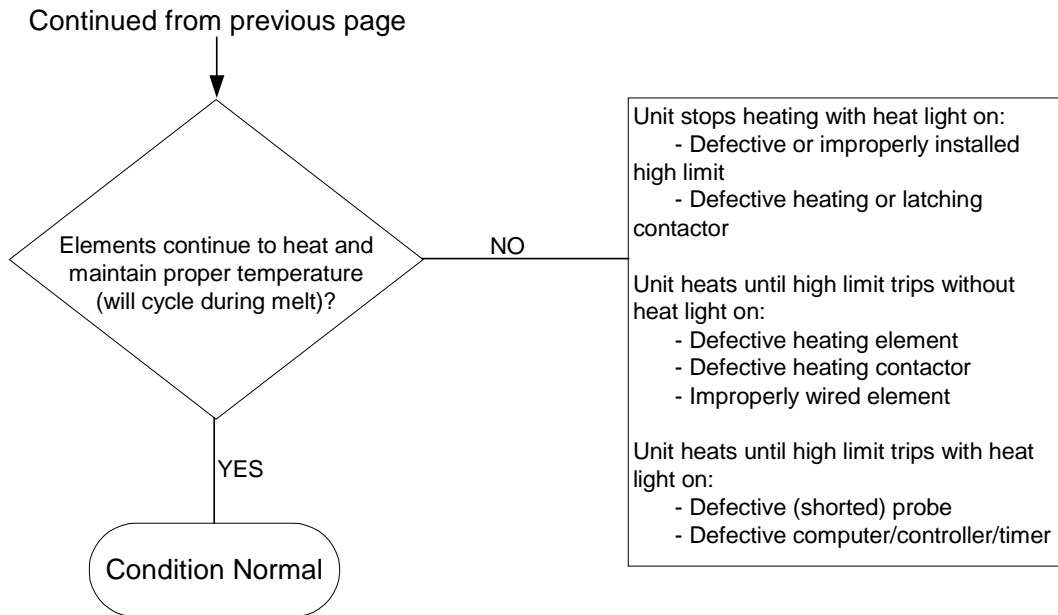 Continued from previous page
Elements continue to heat and
maintain proper temperature
(will cycle during melt)?
NO
Unit stops heating with heat light on:
- Defective or improperly installed
high limit
- Defective heating or latching
contactor
Unit heats until high limit trips without
heat light on:
- Defective heating element
- Defective heating contactor
- Improperly wired element
Unit heats until high limit trips with heat
light on:
- Defective (shorted) probe
- Defective computer/controller/timer
YES
Condition Normal